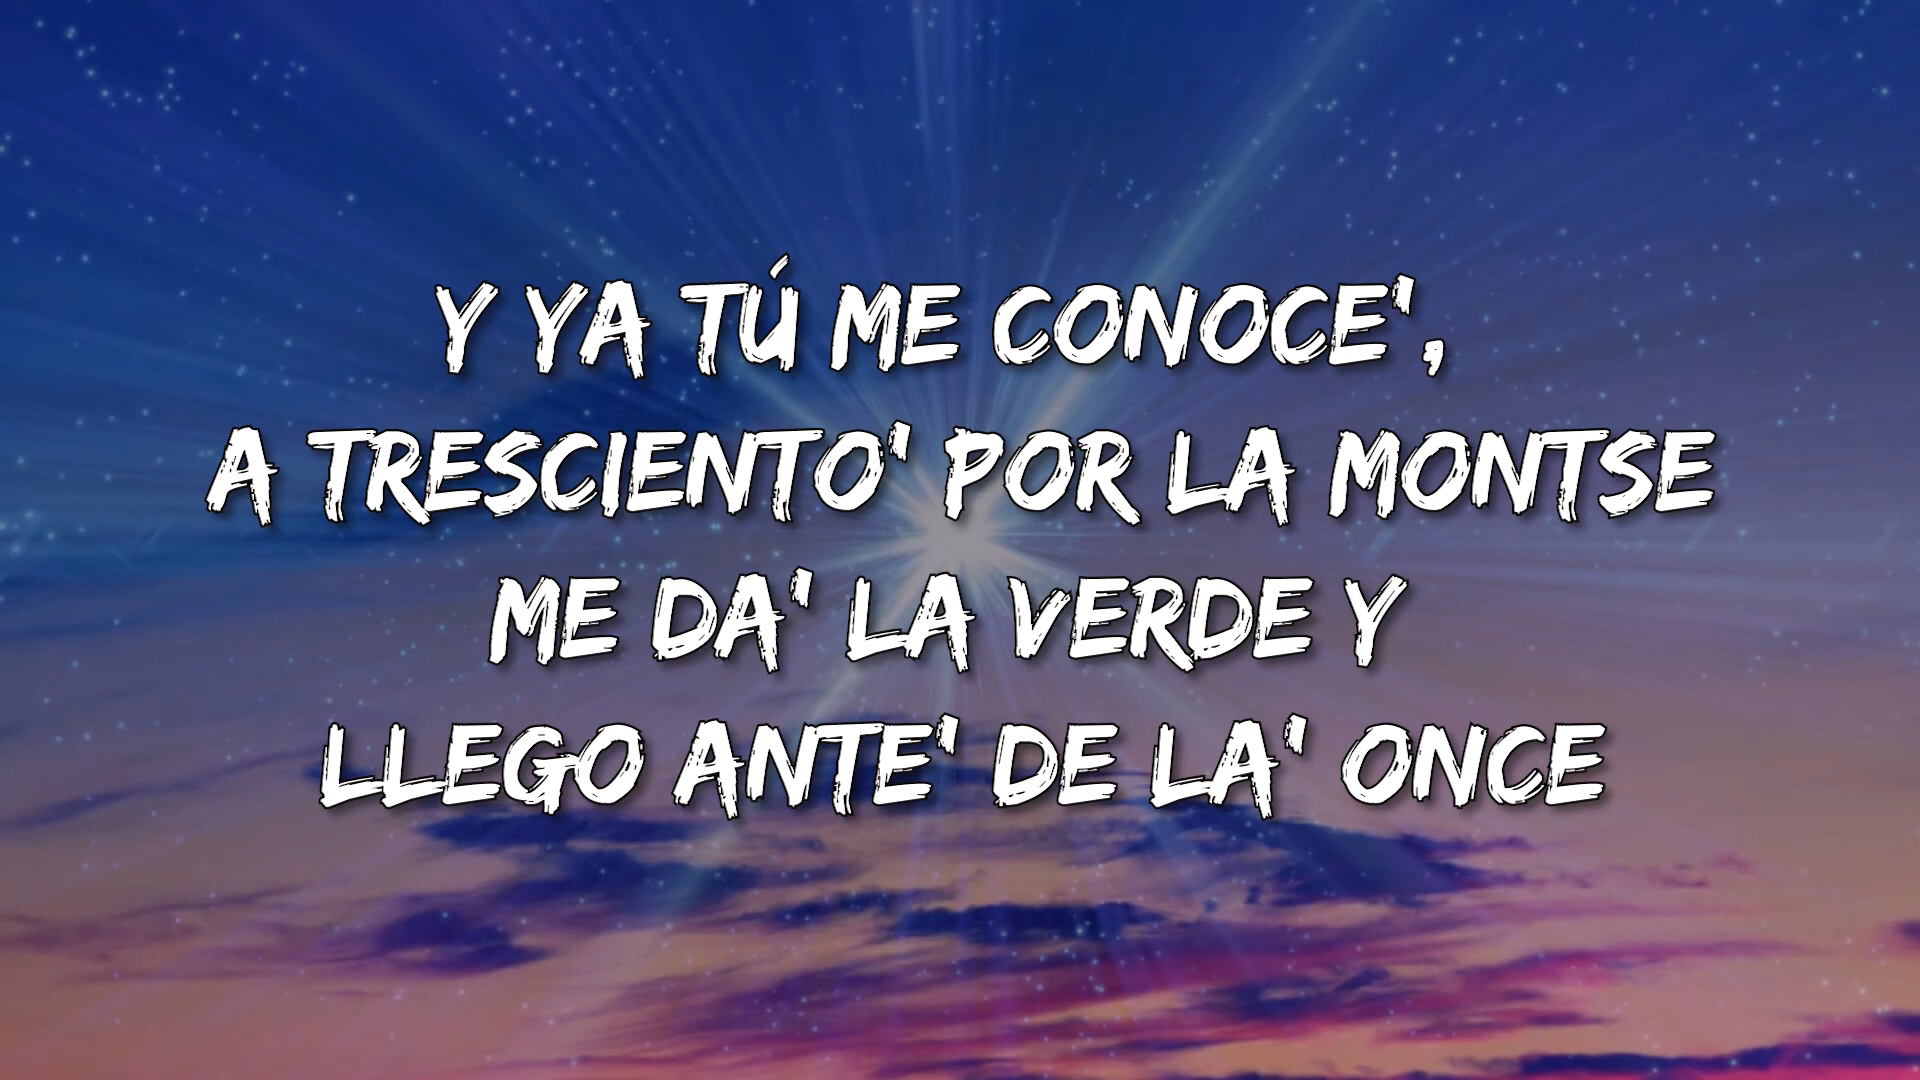 Y YA TÚ ME CONOCE',
A TRESCIENTO' POR LA MONTSE
ME DA' LA VERDE Y
LLEGO ANTE' DE LA' ONCE